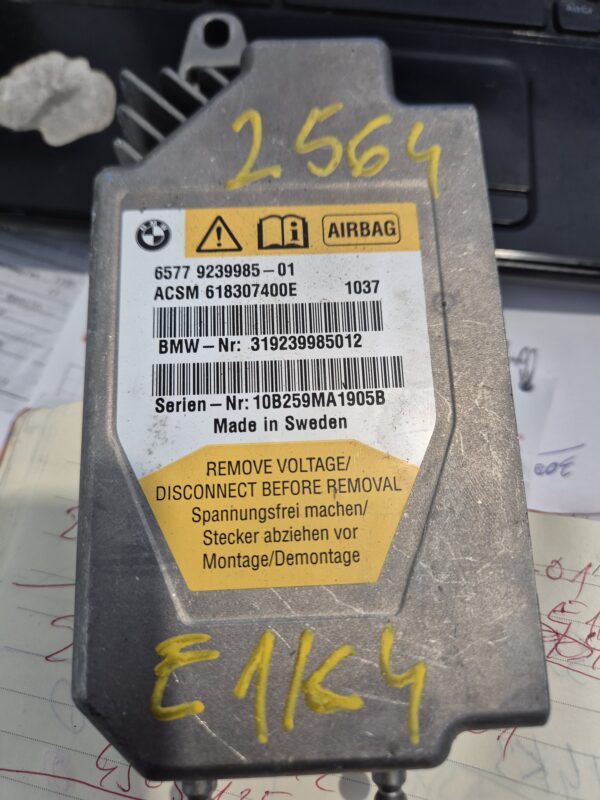 2564
BMW
AIRBAG
6577 9239985-01
ACSM 618307400E 1037
BMW-Nr: 319239985012
Serien-Nr: 10B259MA1905B
Made in Sweden
REMOVE VOLTAGE/
DISCONNECT BEFORE REMOVAL
Spannungsfrei machen/
Stecker abziehen vor
Montage/Demontage
E1K4